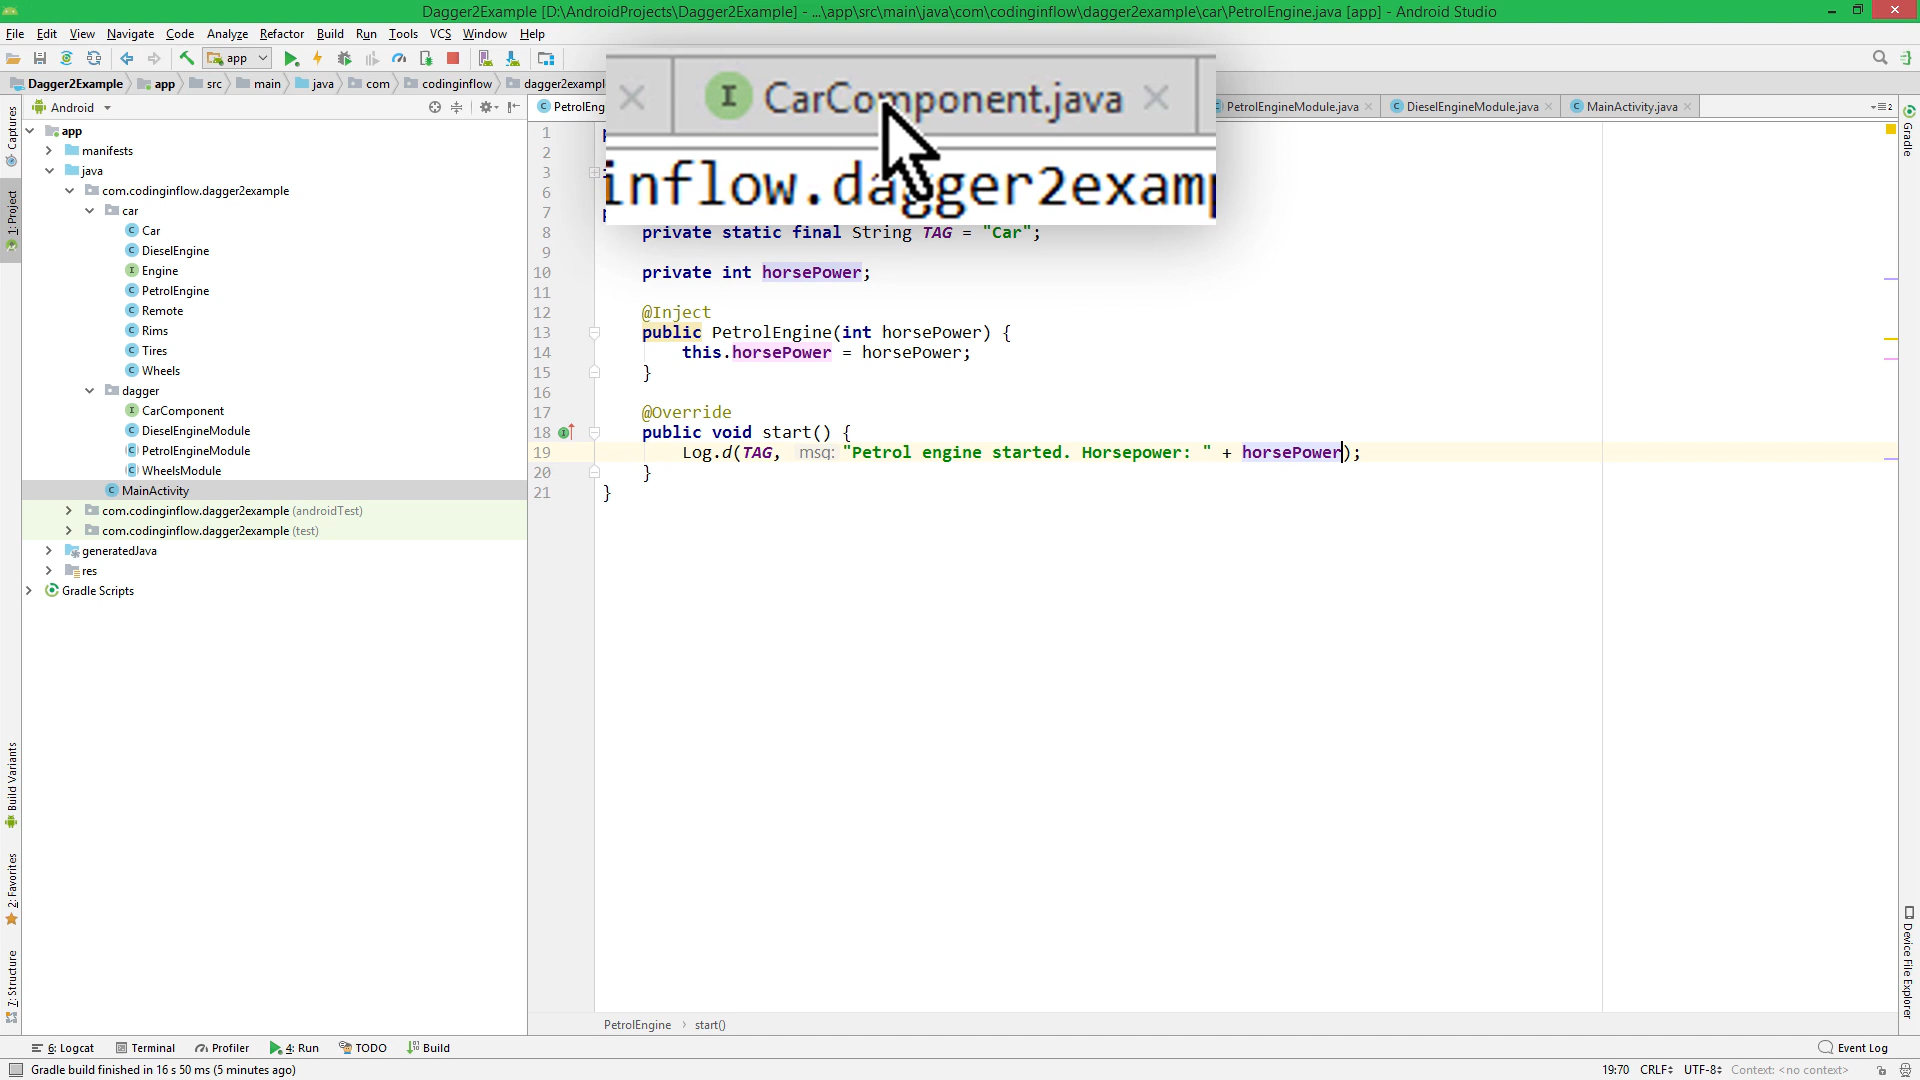 Dagger2Example [D:\AndroidProjects\Dagger2Example] - ...\app\src\main\java\com\codinginflow\dagger2example\car\PetrolEngine.java [app] - Android Studio
File Edit View Navigate Code Analyze Refactor Build Run Tools VCS Window Help
app
Dagger2Example app src main java com codinginflow dagger2exampl
Android
PetrolEng
CarComponent.java
PetrolEngineModule.java
DieselEngineModule.java
MainActivity.java
inflow.dagger2examp
Captures
1: Project
Build Variants
2: Favorites
7: Structure
app
manifests
java
com.codinginflow.dagger2example
car
Car
DieselEngine
Engine
PetrolEngine
Remote
Rims
Tires
Wheels
dagger
CarComponent
DieselEngineModule
PetrolEngineModule
WheelsModule
MainActivity
com.codinginflow.dagger2example (androidTest)
com.codinginflow.dagger2example (test)
generatedJava
res
Gradle Scripts
1
2
3
6
7
8 private static final String TAG = "Car";
9
10 private int horsePower;
11
12 @Inject
13 public PetrolEngine(int horsePower) {
14 this.horsePower = horsePower;
15 }
16
17 @Override
18 public void start() {
19 Log.d(TAG, msg: "Petrol engine started. Horsepower: " + horsePower);
20 }
21 }
Gradle
Device File Explorer
PetrolEngine › start()
6: Logcat Terminal Profiler 4: Run TODO Build Event Log
Gradle build finished in 16 s 50 ms (5 minutes ago) 19:70 CRLF UTF-8 Context: <no context>